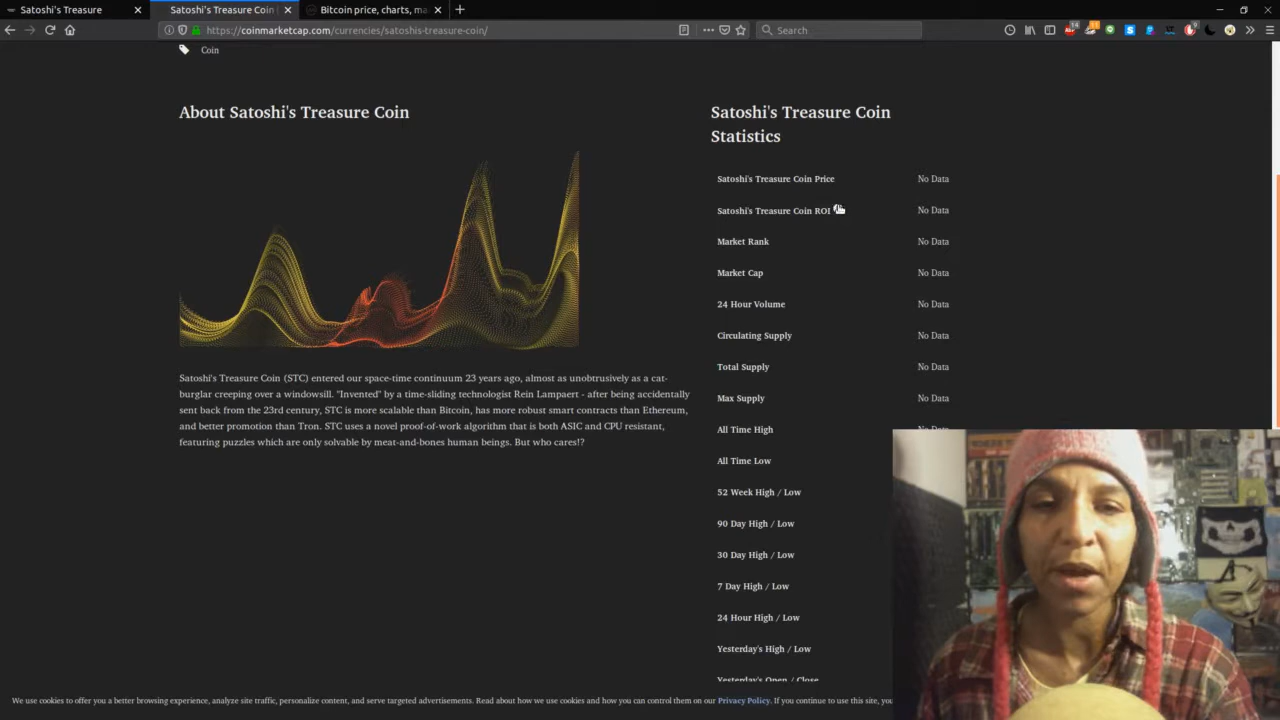 Satoshi's Treasure
Satoshi's Treasure Coin
Bitcoin price, charts, ma
https://coinmarketcap.com/currencies/satoshis-treasure-coin/
Search
14
11
9
Coin
About Satoshi's Treasure Coin
Satoshi's Treasure Coin (STC) entered our space-time continuum 23 years ago, almost as unobtrusively as a cat-
burglar creeping over a windowsill. "Invented" by a time-sliding technologist Rein Lampaert - after being accidentally
sent back from the 23rd century, STC is more scalable than Bitcoin, has more robust smart contracts than Ethereum,
and better promotion than Tron. STC uses a novel proof-of-work algorithm that is both ASIC and CPU resistant,
featuring puzzles which are only solvable by meat-and-bones human beings. But who cares!?
Satoshi's Treasure Coin
Statistics
Satoshi's Treasure Coin Price No Data
Satoshi's Treasure Coin ROI No Data
Market Rank No Data
Market Cap No Data
24 Hour Volume No Data
Circulating Supply No Data
Total Supply No Data
Max Supply No Data
All Time High
All Time Low
52 Week High / Low
90 Day High / Low
30 Day High / Low
7 Day High / Low
24 Hour High / Low
Yesterday's High / Low
Yesterday's Open / Close
We use cookies to offer you a better browsing experience, analyze site traffic, personalize content, and serve targeted advertisements. Read about how we use cookies and how you can control them on our Privacy Policy. If you continue to use this site, you